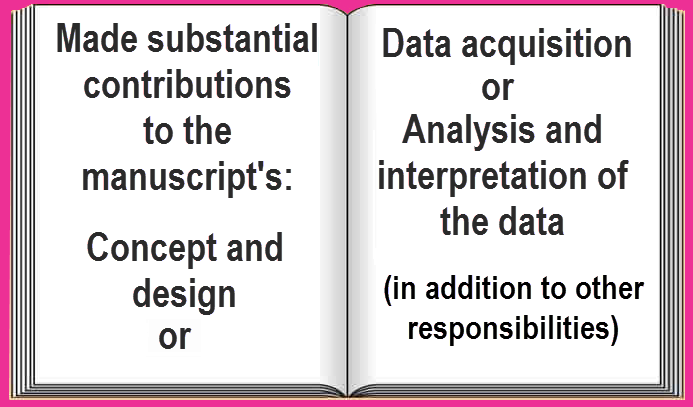 Made substantial
contributions
to the
manuscript's:
Concept and
design
or
Data acquisition
or
Analysis and
interpretation of
the data
(in addition to other
responsibilities)